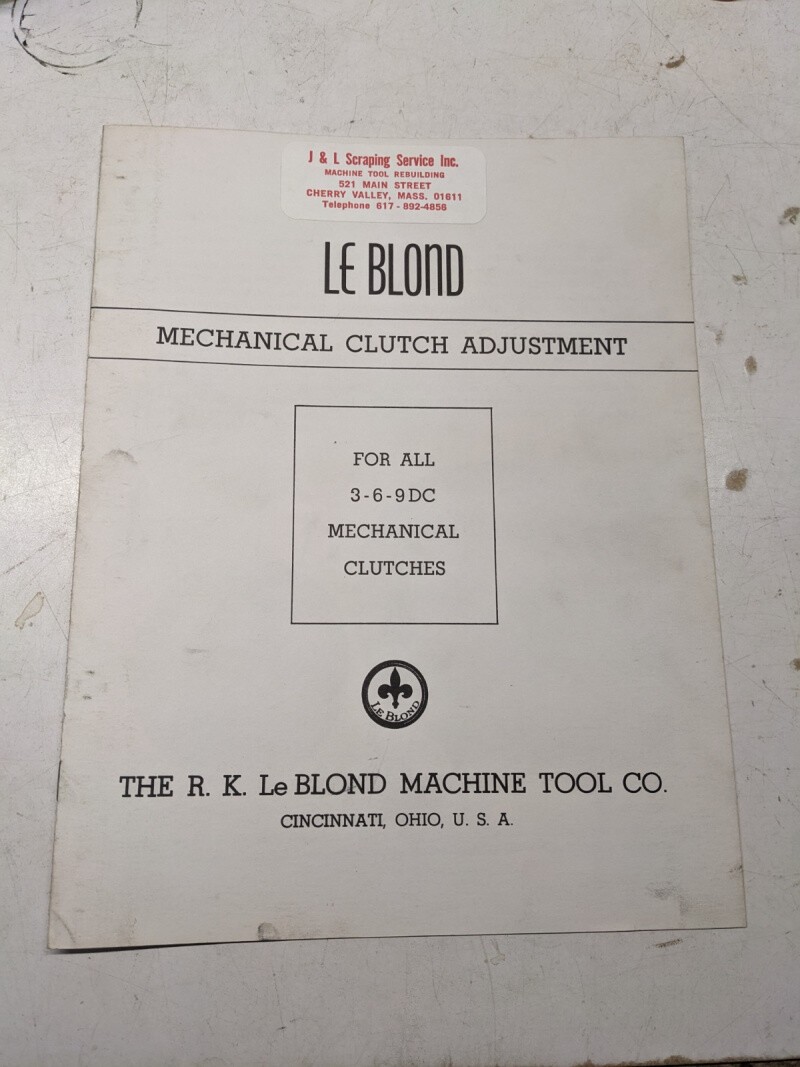 J & L Scraping Service Inc.
MACHINE TOOL REBUILDING
521 MAIN STREET
CHERRY VALLEY, MASS. 01611
Telephone 617-892-4856
LE BLOND
MECHANICAL CLUTCH ADJUSTMENT
FOR ALL
3-6-9DC
MECHANICAL
CLUTCHES
LE BLOND
THE R. K. Le BLOND MACHINE TOOL CO.
CINCINNATI, OHIO, U. S. A.